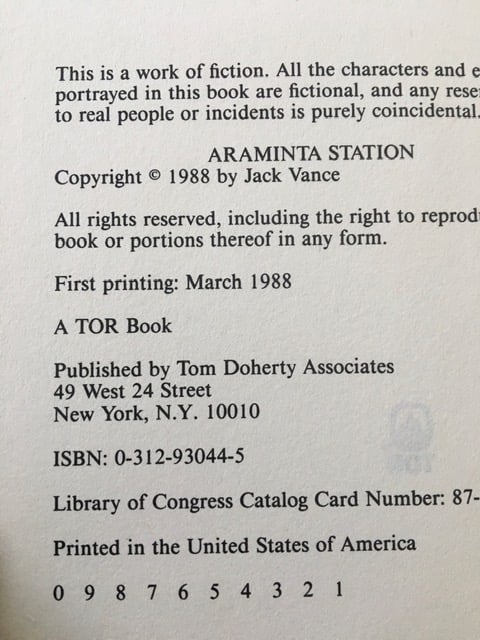 This is a work of fiction. All the characters and e
portrayed in this book are fictional, and any rese
to real people or incidents is purely coincidental.
ARAMINTA STATION
Copyright © 1988 by Jack Vance
All rights reserved, including the right to reprod
book or portions thereof in any form.
First printing: March 1988
A TOR Book
Published by Tom Doherty Associates
49 West 24 Street
New York, N.Y. 10010
ISBN: 0-312-93044-5
Library of Congress Catalog Card Number: 87-
Printed in the United States of America
0 9 8 7 6 5 4 3 2 1